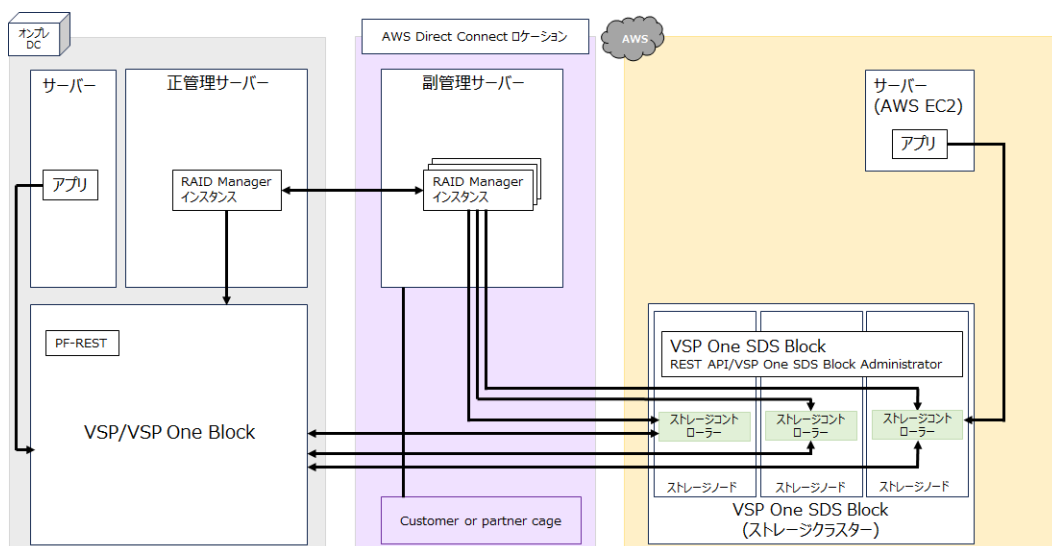 オンプレ
DC
サーバー
アプリ
正管理サーバー
RAID Manager
インスタンス
PF-REST
VSP/VSP One Block
AWS Direct Connect ロケーション
副管理サーバー
RAID Manager
インスタンス
Customer or partner cage
AWS
サーバー
(AWS EC2)
アプリ
VSP One SDS Block
REST API/VSP One SDS Block Administrator
ストレージコント
ローラー
ストレージコント
ローラー
ストレージコント
ローラー
ストレージノード
ストレージノード
ストレージノード
VSP One SDS Block
(ストレージクラスター)